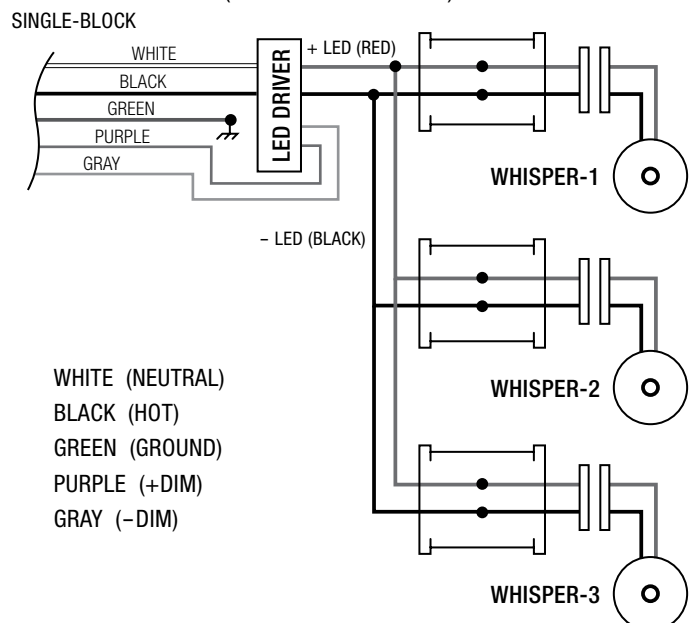 SINGLE-BLOCK
WHITE
BLACK
GREEN
PURPLE
GRAY
LED DRIVER
+ LED (RED)
– LED (BLACK)
WHISPER-1
WHISPER-2
WHISPER-3
WHITE (NEUTRAL)
BLACK (HOT)
GREEN (GROUND)
PURPLE (+DIM)
GRAY (–DIM)